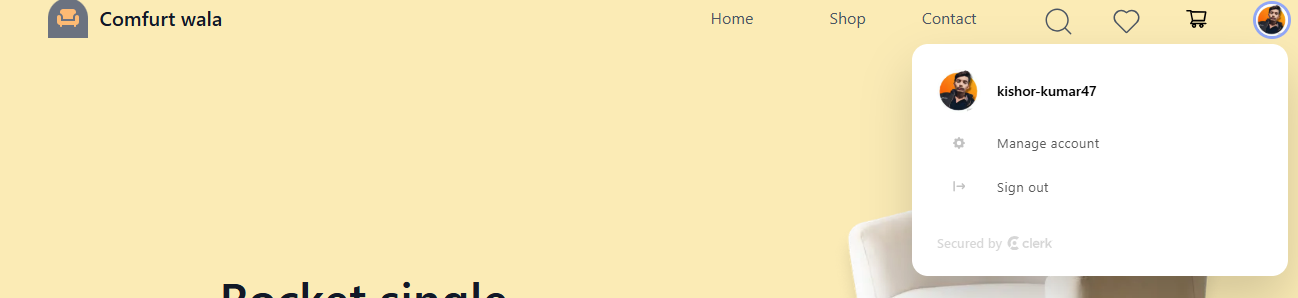 Comfurt wala
Home
Shop
Contact
kishor-kumar47
Manage account
Sign out
Secured by clerk
Rocket single